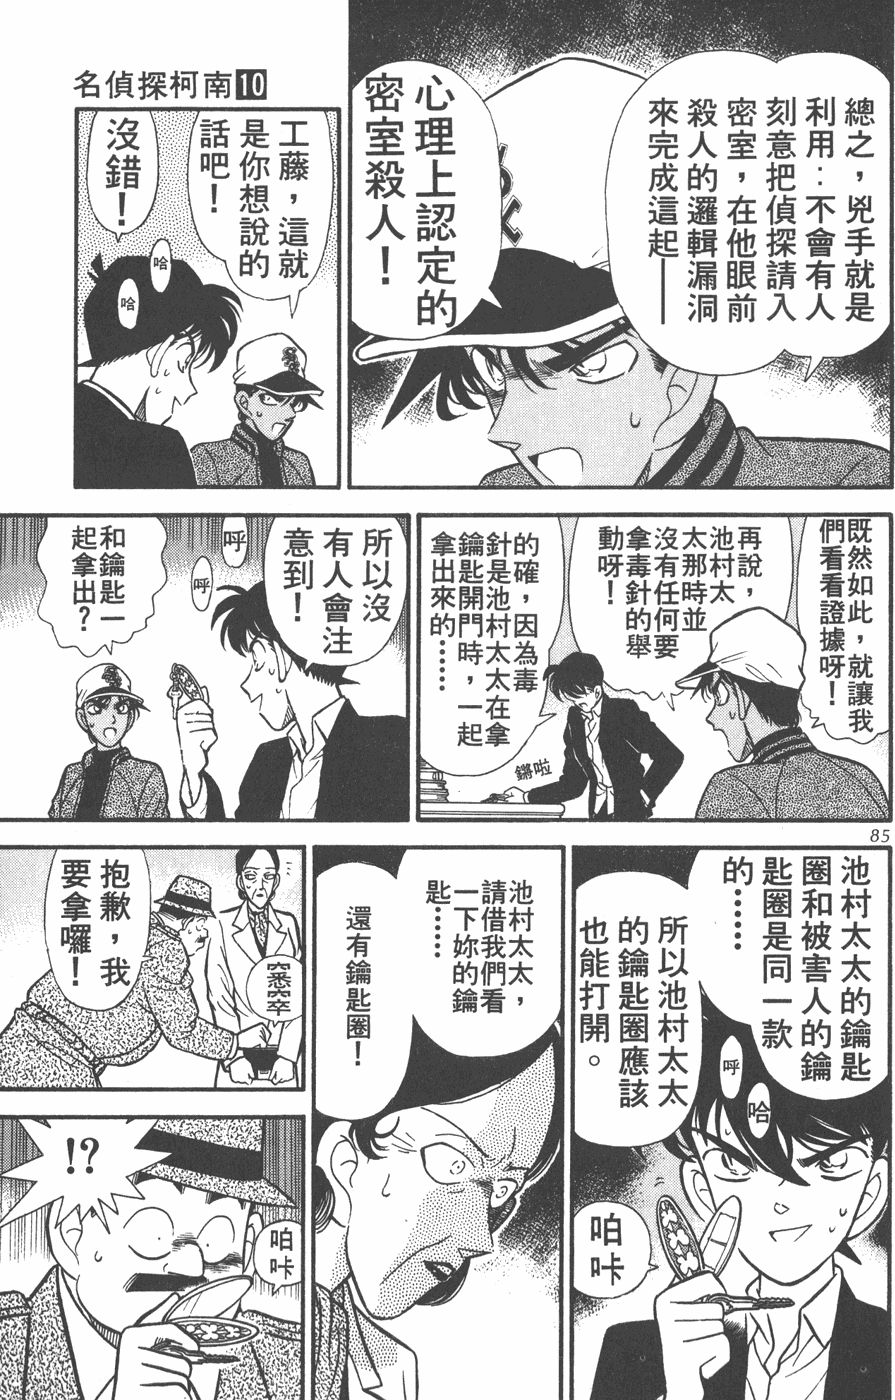 名偵探柯南10
總之，兇手就是
利用：不會有人
刻意把偵探請入
密室，在他眼前
殺人的邏輯漏洞
來完成這起——
心理上認定的
密室殺人！
工藤，這就
是你想說的
話吧！
沒錯！
哈
哈
既然如此，就讓我
們看看證據呀！
再說，
池村太
太那時並
沒有任何要
拿毒針的舉
動呀！
的確，因為毒
針是池村太太在拿
鑰匙開門時，一起
拿出來的……
鏘啦
所以沒
有人會注
意到！
呼
呼
和鑰匙一
起拿出？
85
池村太太的鑰匙
圈和被害人的鑰
匙圈是同一款
的……
所以池村太太
的鑰匙圈應該
也能打開。
呼
哈
咱咔
池村太太，
請借我們看
一下妳的鑰
匙……
還有鑰匙圈！
抱歉，我
要拿囉！
窸窣
!?
咱咔